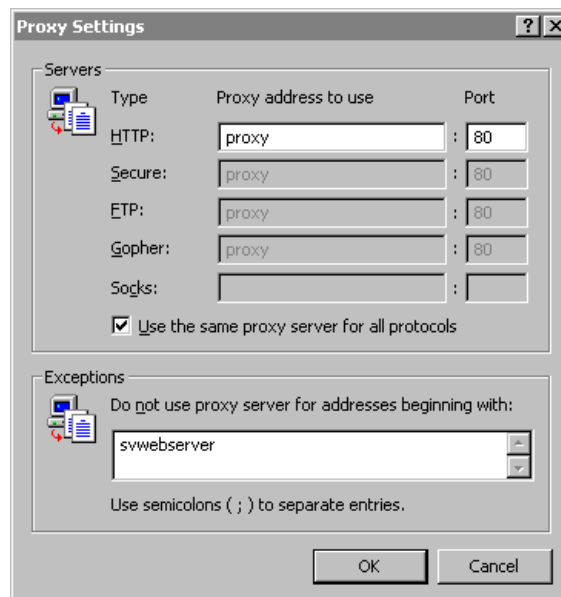 Proxy Settings
Servers
Type Proxy address to use Port
HTTP: proxy : 80
Secure: proxy : 80
FTP: proxy : 80
Gopher: proxy : 80
Socks: :
Use the same proxy server for all protocols
Exceptions
Do not use proxy server for addresses beginning with:
svwebserver
Use semicolons ( ; ) to separate entries.
OK Cancel